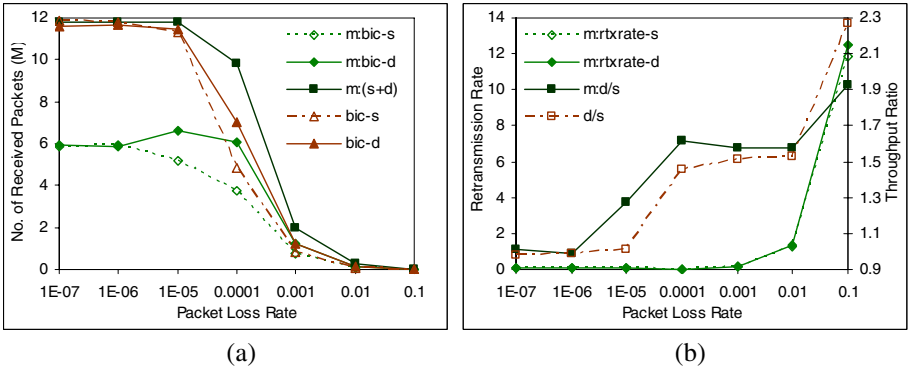 12
10
8
6
4
2
0
No. of Received Packets (M)
m:bic-s
m:bic-d
m:(s+d)
bic-s
bic-d
1E-07 1E-06 1E-05 0.0001 0.001 0.01 0.1
Packet Loss Rate
(a)
14
12
10
8
6
4
2
0
Retransmission Rate
m:rtxrate-s
m:rtxrate-d
m:d/s
d/s
2.3
2.1
1.9
1.7
1.5
1.3
1.1
0.9
Throughput Ratio
1E-07 1E-06 1E-05 0.0001 0.001 0.01 0.1
Packet Loss Rate
(b)